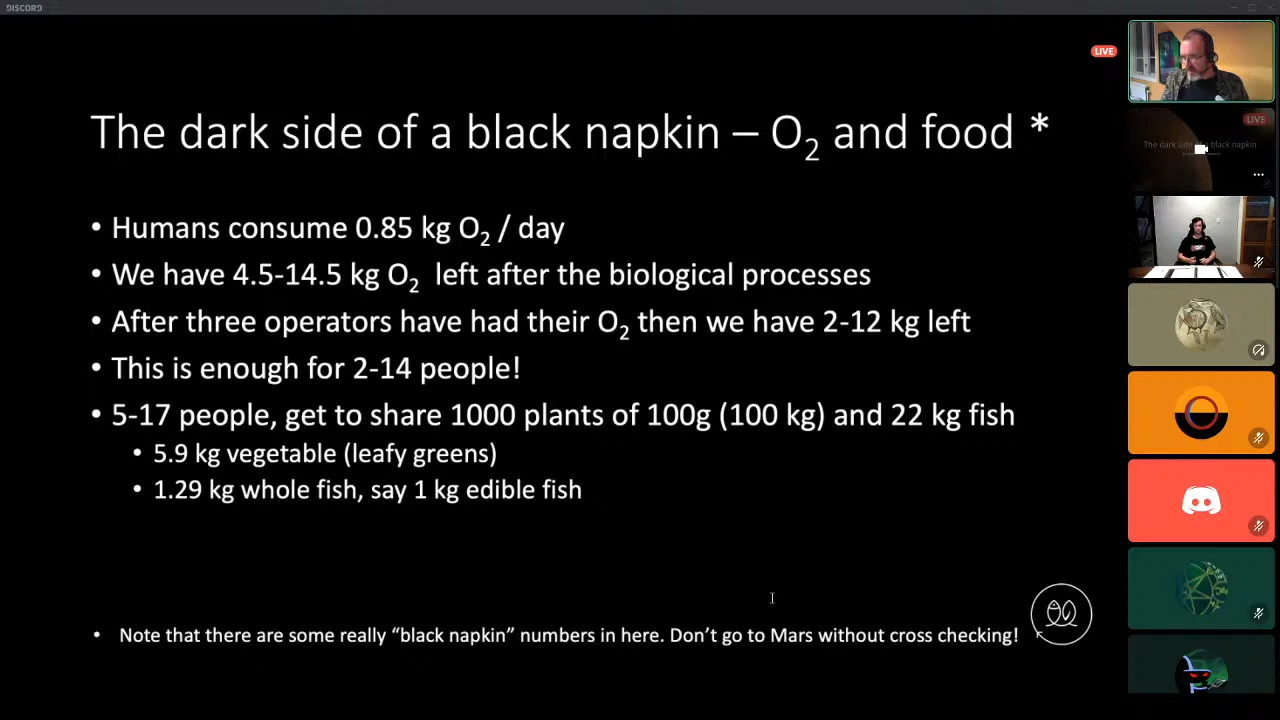 DISCORD
LIVE
The dark side of a black napkin – O₂ and food *
• Humans consume 0.85 kg O₂ / day
• We have 4.5-14.5 kg O₂ left after the biological processes
• After three operators have had their O₂ then we have 2-12 kg left
• This is enough for 2-14 people!
• 5-17 people, get to share 1000 plants of 100g (100 kg) and 22 kg fish
• 5.9 kg vegetable (leafy greens)
• 1.29 kg whole fish, say 1 kg edible fish
• Note that there are some really “black napkin” numbers in here. Don’t go to Mars without cross checking!
LIVE
The dark side of a black napkin